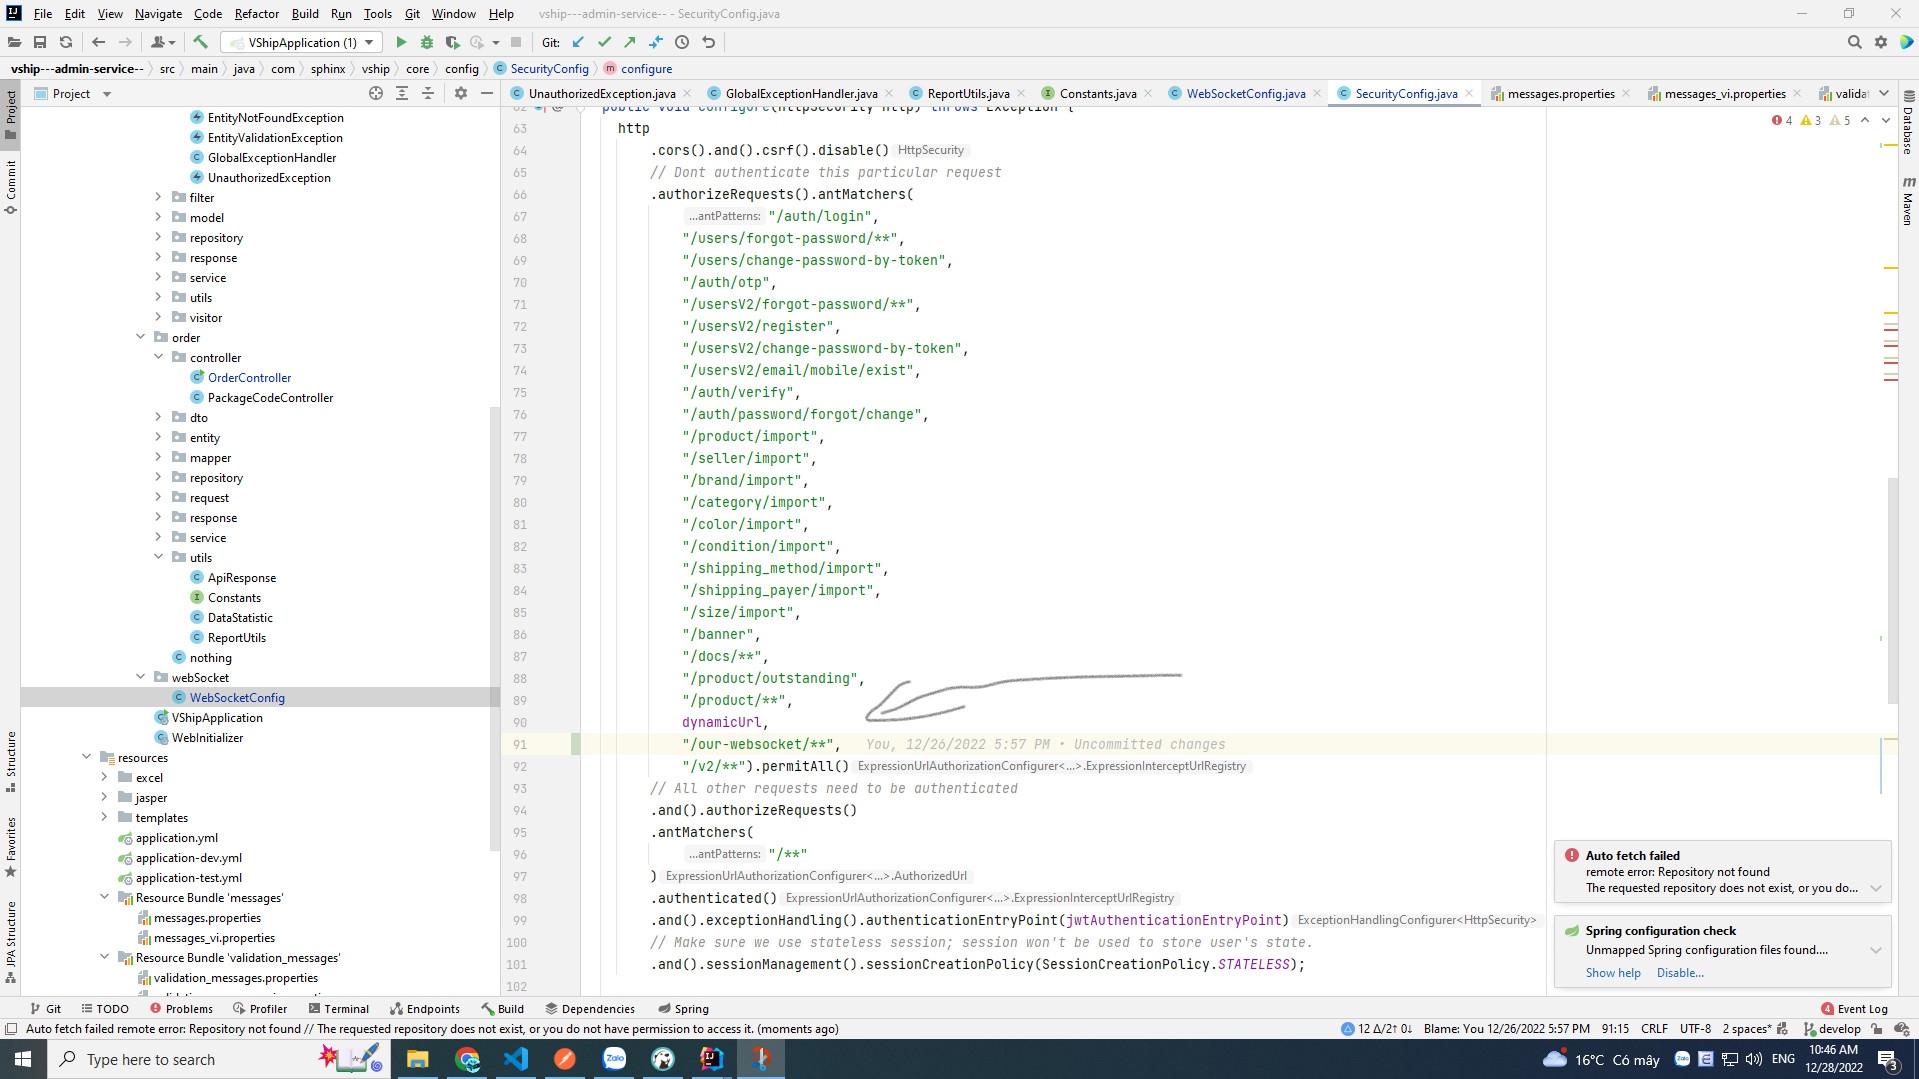 File Edit View Navigate Code Refactor Build Run Tools Git Window Help vship---admin-service-- - SecurityConfig.java
VShipApplication (1) Git:
vship---admin-service-- src main java com sphinx vship core config SecurityConfig configure
Project
UnauthorizedException.java GlobalExceptionHandler.java ReportUtils.java Constants.java WebSocketConfig.java SecurityConfig.java messages.properties messages_vi.properties validat
Project
Commit
Structure
Favorites
JPA Structure
EntityNotFoundException
EntityValidationException
GlobalExceptionHandler
UnauthorizedException
filter
model
repository
response
service
utils
visitor
order
controller
OrderController
PackageCodeController
dto
entity
mapper
repository
request
response
service
utils
ApiResponse
Constants
DataStatistic
ReportUtils
nothing
webSocket
WebSocketConfig
VShipApplication
WebInitializer
resources
excel
jasper
templates
application.yml
application-dev.yml
application-test.yml
Resource Bundle 'messages'
messages.properties
messages_vi.properties
Resource Bundle 'validation_messages'
validation_messages.properties
62 public void configure(HttpSecurity http) throws Exception {
63 http
64 .cors().and().csrf().disable() HttpSecurity
65 // Dont authenticate this particular request
66 .authorizeRequests().antMatchers(
67 ...antPatterns: "/auth/login",
68 "/users/forgot-password/**",
69 "/users/change-password-by-token",
70 "/auth/otp",
71 "/usersV2/forgot-password/**",
72 "/usersV2/register",
73 "/usersV2/change-password-by-token",
74 "/usersV2/email/mobile/exist",
75 "/auth/verify",
76 "/auth/password/forgot/change",
77 "/product/import",
78 "/seller/import",
79 "/brand/import",
80 "/category/import",
81 "/color/import",
82 "/condition/import",
83 "/shipping_method/import",
84 "/shipping_payer/import",
85 "/size/import",
86 "/banner",
87 "/docs/**",
88 "/product/outstanding",
89 "/product/**",
90 dynamicUrl,
91 "/our-websocket/**", You, 12/26/2022 5:57 PM • Uncommitted changes
92 "/v2/**").permitAll() ExpressionUrlAuthorizationConfigurer<...>.ExpressionInterceptUrlRegistry
93 // All other requests need to be authenticated
94 .and().authorizeRequests()
95 .antMatchers(
96 ...antPatterns: "/**"
97 ) ExpressionUrlAuthorizationConfigurer<...>.AuthorizedUrl
98 .authenticated() ExpressionUrlAuthorizationConfigurer<...>.ExpressionInterceptUrlRegistry
99 .and().exceptionHandling().authenticationEntryPoint(jwtAuthenticationEntryPoint) ExceptionHandlingConfigurer<HttpSecurity>
100 // Make sure we use stateless session; session won't be used to store user's state.
101 .and().sessionManagement().sessionCreationPolicy(SessionCreationPolicy.STATELESS);
102
4 3 5
Database
Maven
Auto fetch failed
remote error: Repository not found
The requested repository does not exist, or you do...
Spring configuration check
Unmapped Spring configuration files found....
Show help Disable...
Git TODO Problems Profiler Terminal Endpoints Build Dependencies Spring 4 Event Log
Auto fetch failed remote error: Repository not found // The requested repository does not exist, or you do not have permission to access it. (moments ago) 12 Δ/2↑ 0↓ Blame: You 12/26/2022 5:57 PM 91:15 CRLF UTF-8 2 spaces* develop
Type here to search Zalo 16°C Có mây Zalo E ENG 10:46 AM
12/28/2022 3